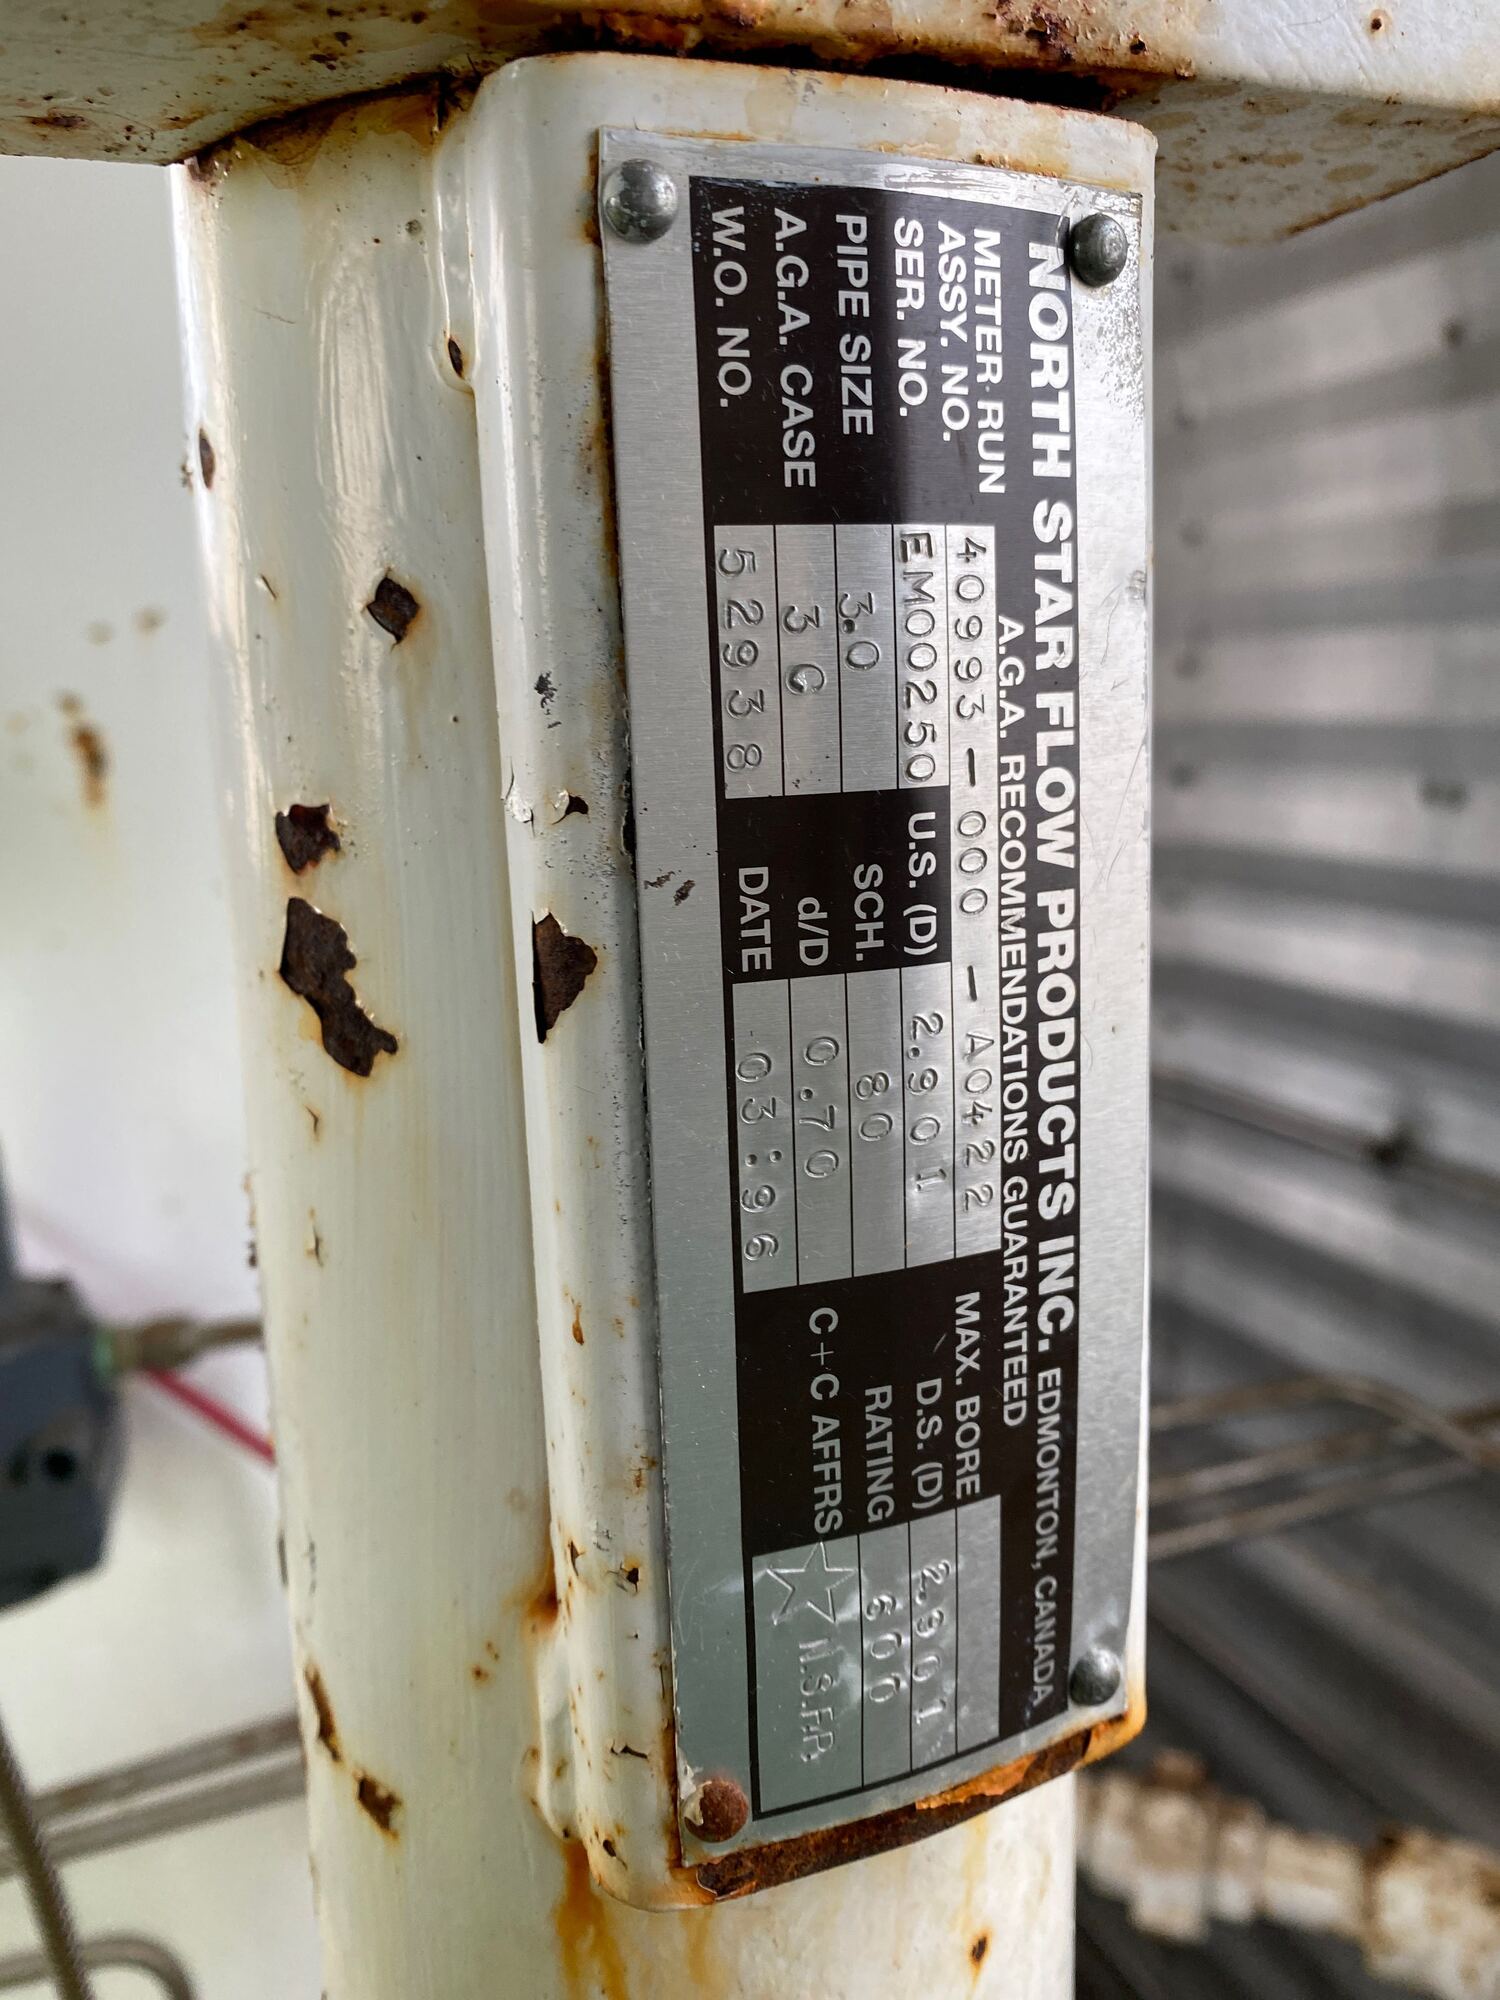 NORTH STAR FLOW PRODUCTS INC. EDMONTON, CANADA
A.G.A. RECOMMENDATIONS GUARANTEED
METER RUN
ASSY. NO. 40993-000-A0422 MAX. BORE
SER. NO. EM000250 U.S. (D) 2.901 D.S. (D) 2.901
PIPE SIZE 3.0 SCH. 80 RATING 600
A.G.A. CASE 3C d/D 0.70 C+C AFFRS ☆ N.S.F.P.
W.O. NO. 52938 DATE 03:96